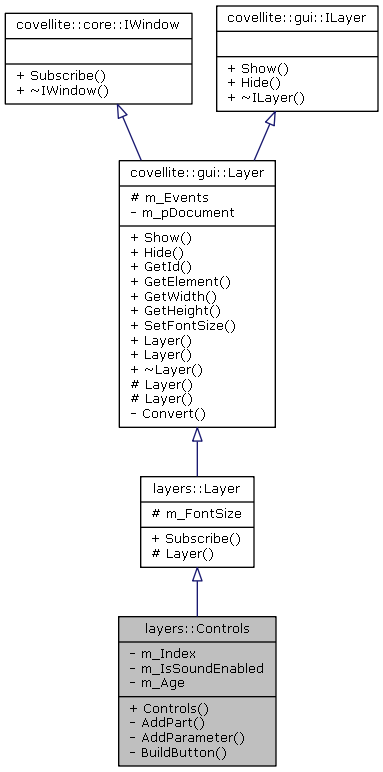 covellite::core::IWindow
+ Subscribe()
+ ~IWindow()
covellite::gui::ILayer
+ Show()
+ Hide()
+ ~ILayer()
covellite::gui::Layer
# m_Events
- m_pDocument
+ Show()
+ Hide()
+ GetId()
+ GetElement()
+ GetWidth()
+ GetHeight()
+ SetFontSize()
+ Layer()
+ Layer()
+ ~Layer()
# Layer()
# Layer()
- Convert()
layers::Layer
# m_FontSize
+ Subscribe()
# Layer()
layers::Controls
- m_Index
- m_IsSoundEnabled
- m_Age
+ Controls()
- AddPart()
- AddParameter()
- BuildButton()